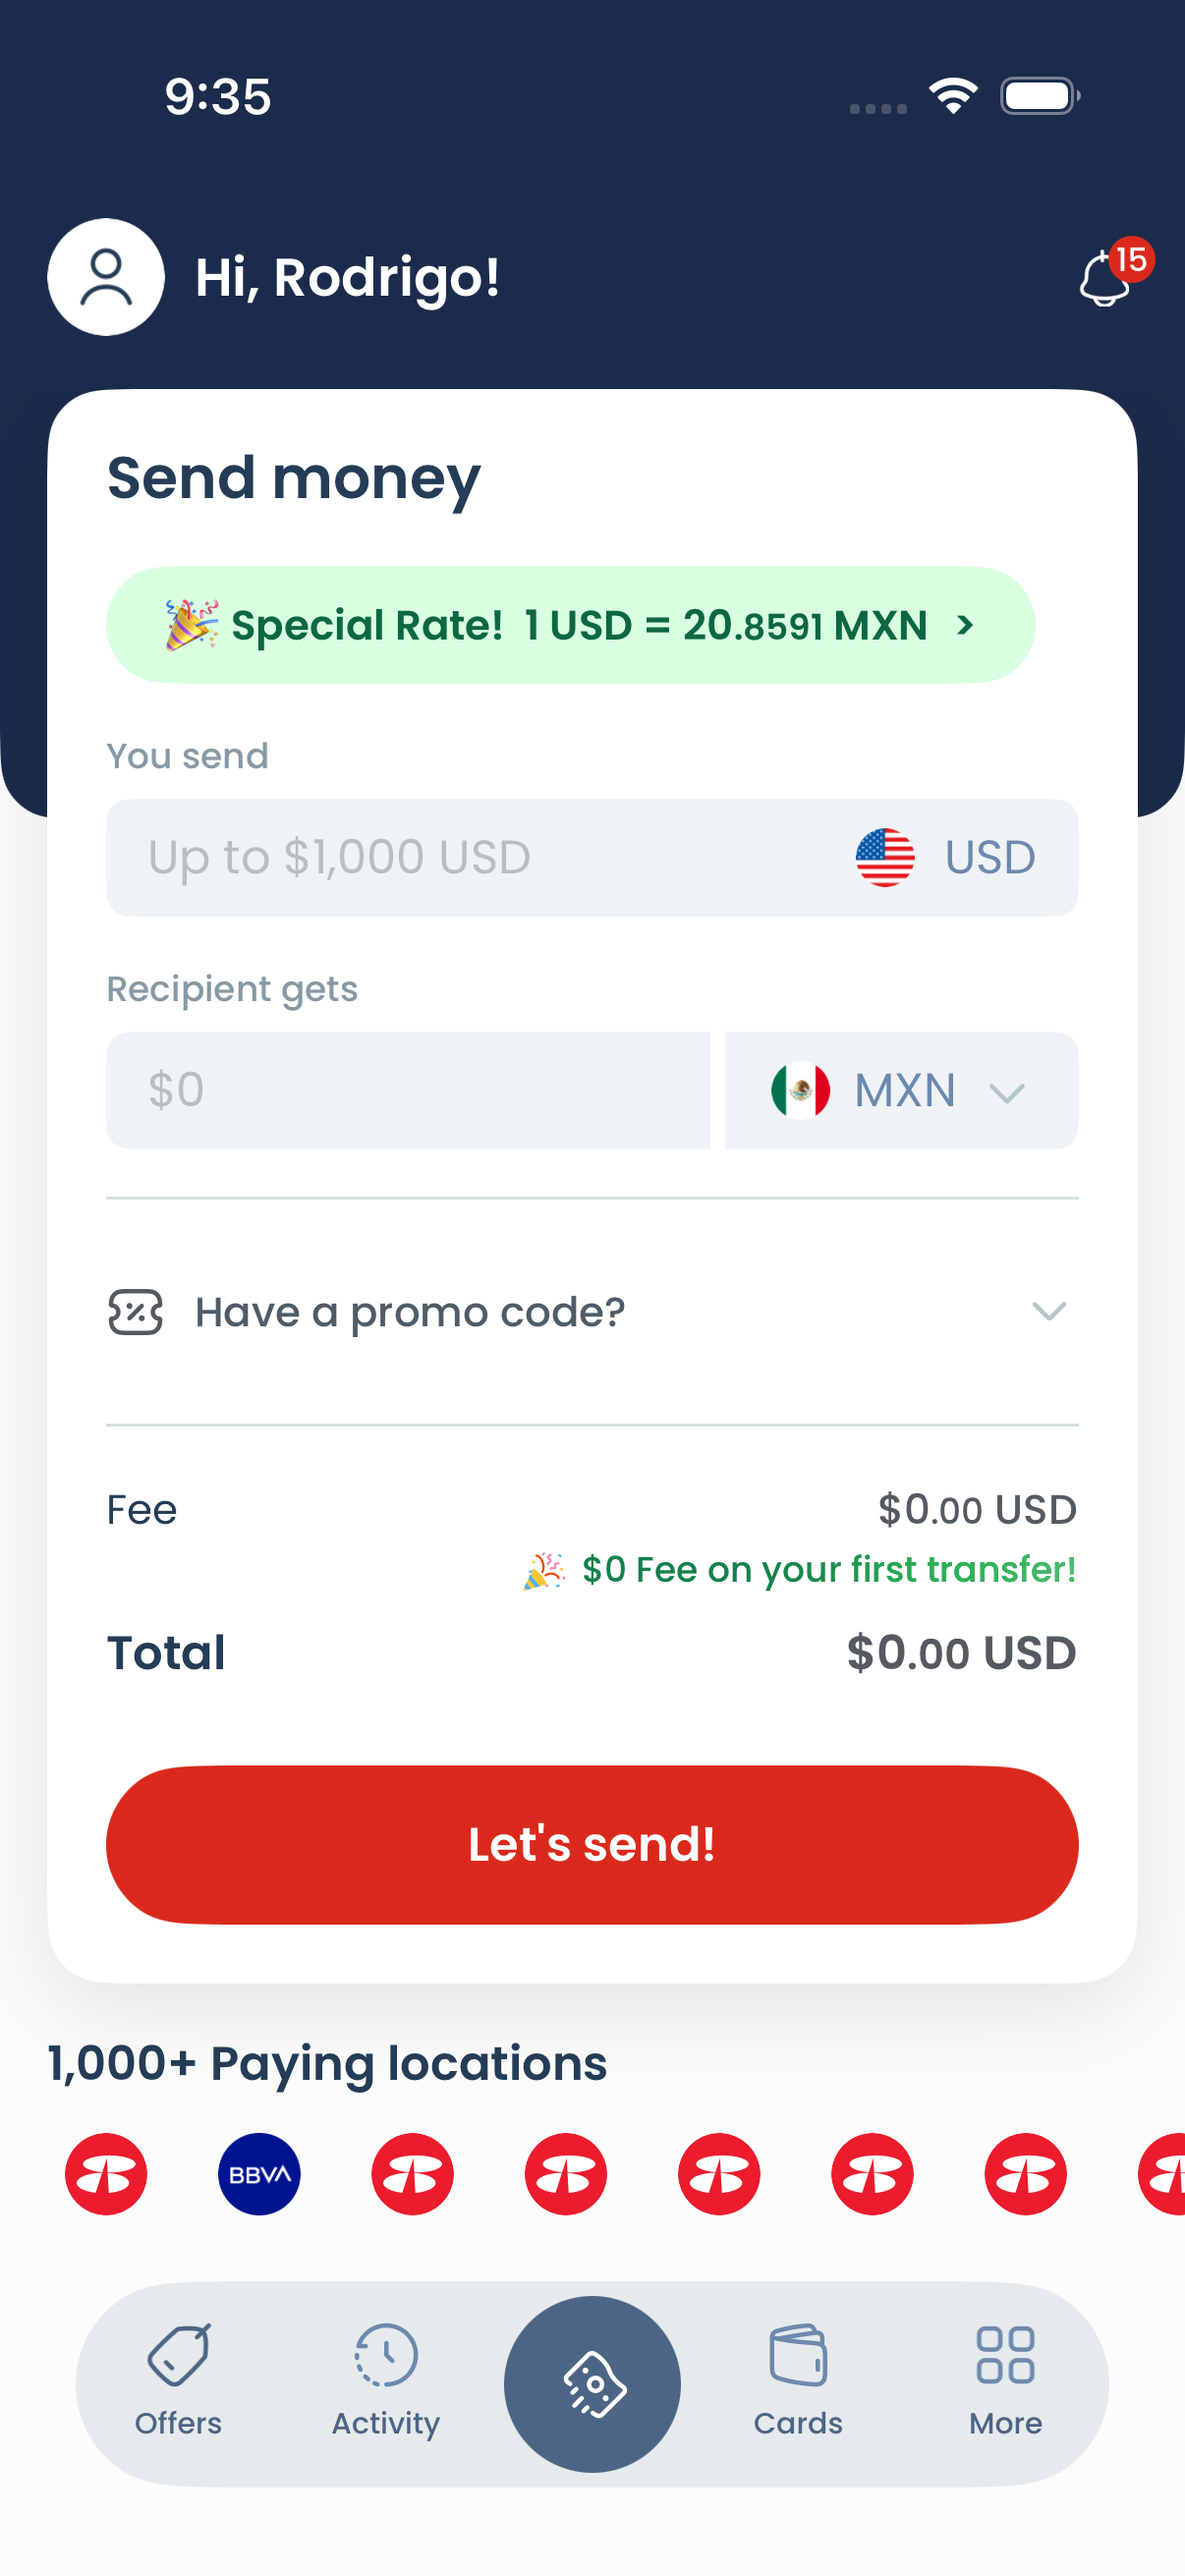 9:35
Hi, Rodrigo!
15
Send money
🎉 Special Rate! 1 USD = 20.8591 MXN >
You send
Up to $1,000 USD
USD
Recipient gets
$0
MXN
Have a promo code?
Fee
$0.00 USD
🎉 $0 Fee on your first transfer!
Total
$0.00 USD
Let's send!
1,000+ Paying locations
BBVA
Offers
Activity
Cards
More